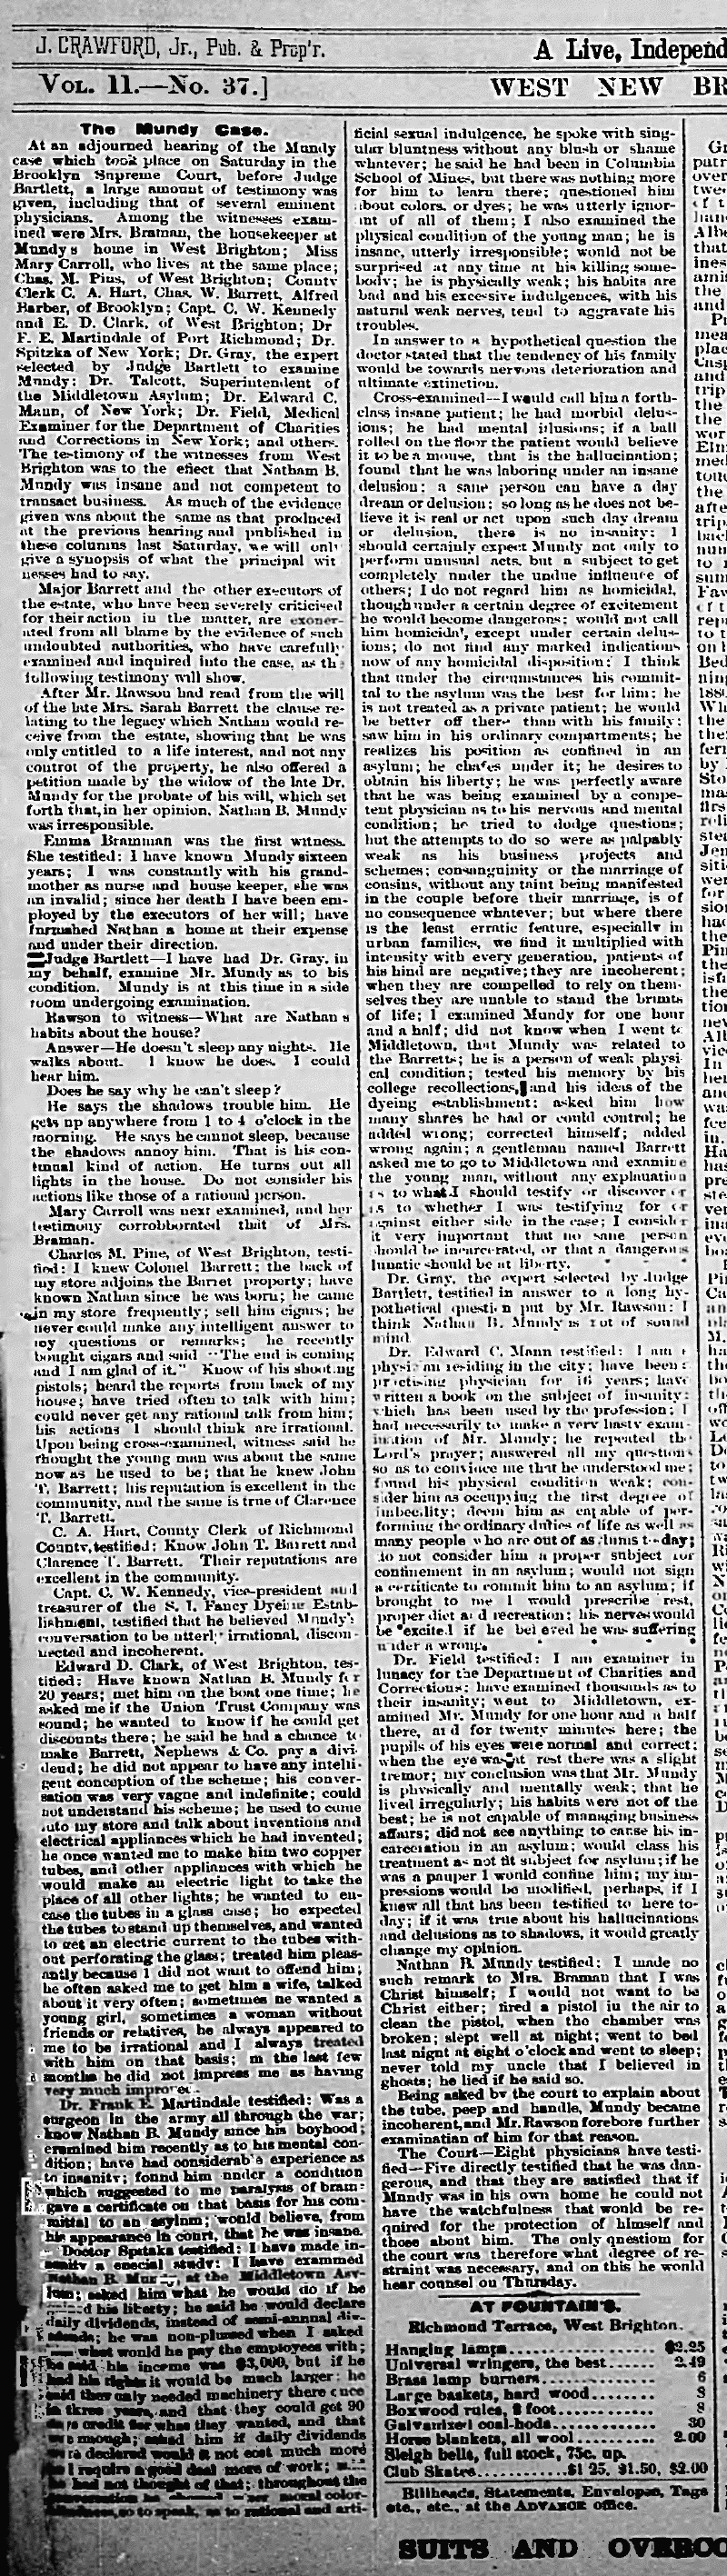 J. CRAWFORD, Jr., Pub. & Prop'r.
A Live, Independ
VOL. 11.—No. 37.]
WEST NEW BR
The Mundy Case.
At an adjourned hearing of the Mundy
case which took place on Saturday in the
Brooklyn Supreme Court, before Judge
Bartlett, a large amount of testimony was
given, including that of several eminent
physicians. Among the witnesses exam-
ined were Mrs. Braman, the housekeeper at
Mundy s home in West Brighton; Miss
Mary Carroll, who lives at the same place;
Chas. M. Pins, of West Brighton; County
Clerk C. A. Hart, Chas. W. Barrett, Alfred
Barber, of Brooklyn; Capt. C. W. Kennedy
and E. D. Clark, of West Brighton; Dr
F. E. Martindale of Port Richmond; Dr.
Spitzka of New York; Dr. Gray, the expert
selected by Judge Bartlett to examine
Mundy: Dr. Talcott, Superintendent of
the Middletown Asylum; Dr. Edward C.
Mann, of New York; Dr. Field, Medical
Examiner for the Department of Charities
and Corrections in New York; and others.
The testimony of the witnesses from West
Brighton was to the effect that Natham B.
Mundy was insane and not competent to
transact business. As much of the evidence
given was about the same as that produced
at the previous hearing and published in
these columns last Saturday, we will only
give a synopsis of what the principal wit
nesses had to say.
Major Barrett and the other executors of
the estate, who have been severely criticised
for their action in the matter, are exoner-
ated from all blame by the evidence of such
undoubted authorities, who have carefully
examined and inquired into the case, as th
following testimony will show.
After Mr. Rawson had read from the will
of the late Mrs. Sarah Barrett the clause re-
lating to the legacy which Nathan would re-
ceive from the estate, showing that he was
only entitled to a life interest, and not any
control of the property, he also offered a
petition made by the widow of the late Dr.
Mundy for the probate of his will, which set
forth that, in her opinion, Nathan B. Mundy
was irresponsible.
Emma Bramman was the first witness.
She testified: I have known Mundy sixteen
years; I was constantly with his grand-
mother as nurse and house keeper, she was
an invalid; since her death I have been em-
ployed by the executors of her will; have
furnished Nathan a home at their expense
and under their direction.
Judge Bartlett—I have had Dr. Gray, in
my behalf, examine Mr. Mundy as to his
condition. Mundy is at this time in a side
room undergoing examination.
Rawson to witness—What are Nathan s
habits about the house?
Answer—He doesn't sleep any nights. He
walks about. I know he does. I could
hear him.
Does he say why he can't sleep?
He says the shadows trouble him. He
gets up anywhere from 1 to 4 o'clock in the
morning. He says he cannot sleep, because
the shadows annoy him. That is his con-
tinual kind of action. He turns out all
lights in the house. Do not consider his
actions like those of a rational person.
Mary Carroll was next examined, and her
testimony corrobborated that of Mrs.
Braman.
Charles M. Pine, of West Brighton, testi-
fied: I knew Colonel Barrett; the back of
my store adjoins the Barret property; have
known Nathan since he was born; he came
in my store frequently; sell him cigars; he
never could make any intelligent answer to
my questions or remarks; he recently
bought cigars and said "The end is coming
and I am glad of it." Know of his shooting
pistols; heard the reports from back of my
house; have tried often to talk with him;
could never get any rational talk from him;
his actions I should think are irrational.
Upon being cross-examined, witness said he
thought the young man was about the same
now as he used to be; that he knew John
T. Barrett; his reputation is excellent in the
community, and the same is true of Clarence
T. Barrett.
C. A. Hart, County Clerk of Richmond
County, testified: Know John T. Barrett and
Clarence T. Barrett. Their reputations are
excellent in the community.
Capt. C. W. Kennedy, vice-president and
treasurer of the S. I. Fancy Dyeing Estab-
lishment, testified that he believed Mundy's
conversation to be utterly irrational, discon-
nected and incoherent.
Edward D. Clark, of West Brighton, tes-
tified: Have known Nathan B. Mundy for
20 years; met him on the boat one time; he
asked me if the Union Trust Company was
sound; he wanted to know if he could get
discounts there; he said he had a chance to
make Barrett, Nephews & Co. pay a divi-
dend; he did not appear to have any intelli-
gent conception of the scheme; his conver-
sation was very vague and indefinite; could
not understand his scheme; he used to come
into my store and talk about inventions and
electrical appliances which he had invented;
he once wanted me to make him two copper
tubes, and other appliances with which he
would make an electric light to take the
place of all other lights; he wanted to en-
case the tubes in a glass case; he expected
the tubes to stand up themselves, and wanted
to get an electric current to the tubes with-
out perforating the glass; treated him pleas-
antly because I did not want to offend him;
he often asked me to get him a wife, talked
about it very often; sometimes he wanted a
young girl, sometimes a woman without
friends or relatives, he always appeared to
me to be irrational and I always treated
with him on that basis; in the last few
months he did not impress me as having
very much improved.
Dr. Frank E. Martindale testified: Was a
surgeon in the army all through the war;
know Nathan B. Mundy since his boyhood;
examined him recently as to his mental con-
dition; have had considerable experience as
to insanity; found him under a condition
which suggested to me paralysis of brain;
gave a certificate on that basis for his com-
mittal to an asylum; would believe, from
his appearance in court, that he was insane.
Doctor Spataka testified: I have made in-
sanity a special study: I have examined
Nathan B. Mundy, at the Middletown Asy-
lum; asked him what he would do if he
had his liberty; he said he would declare
daily dividends, instead of semi-annual div-
idends; he was non-plussed when I asked
what would he pay the employees with;
he said his income was $3,000, but if he
had his rights it would be much larger: he
said they only needed machinery there once
in three years, and that they could get 90
days credit for what they wanted, and that
was enough; asked him if daily dividends
were declared would it not cost much more
and require a good deal more of work;
he had not thought of that; throughout the
conversation he moral color-
blindness, so to speak, as to rational and arti-
ficial sexual indulgence, he spoke with sing-
ular bluntness without any blush or shame
whatever; he said he had been in Columbia
School of Mines, but there was nothing more
for him to learn there; questioned him
about colors, or dyes; he was utterly ignor-
ant of all of them; I also examined the
physical condition of the young man; he is
insane, utterly irresponsible; would not be
surprised at any time at his killing some-
body; he is physically weak; his habits are
bad and his excessive indulgences, with his
natural weak nerves, tend to aggravate his
troubles.
In answer to a hypothetical question the
doctor stated that the tendency of his family
would be towards nervous deterioration and
ultimate extinction.
Cross-examined—I would call him a forth-
class insane patient; he had morbid delus-
ions; he had mental illusions; if a ball
rolled on the floor the patient would believe
it to be a mouse, that is the hallucination;
found that he was laboring under an insane
delusion; a sane person can have a day
dream or delusion: so long as he does not be-
lieve it is real or act upon such day dream
or delusion, there is no insanity; I
should certainly expect Mundy not only to
perform unusual acts, but a subject to get
completely under the undue influence of
others; I do not regard him as homicidal,
though under a certain degree of excitement
he would become dangerous; would not call
him homicidal, except under certain delus-
ions; do not find any marked indications
now of any homicidal disposition; I think
that under the circumstances his commit-
tal to the asylum was the best for him; he
is not treated as a private patient; he would
be better off there than with his family;
saw him in his ordinary compartments; he
realizes his position as confined in an
asylum; he chafes under it; he desires to
obtain his liberty; he was perfectly aware
that he was being examined by a compe-
tent physician as to his nervous and mental
condition; he tried to dodge questions;
but the attempts to do so were as palpably
weak as his business projects and
schemes; consanguinity or the marriage of
cousins, without any taint being manifested
in the couple before their marriage, is of
no consequence whatever; but where there
is the least erratic feature, especially in
urban families, we find it multiplied with
intensity with every generation, patients of
his kind are negative; they are incoherent;
when they are compelled to rely on them-
selves they are unable to stand the brunts
of life; I examined Mundy for one hour
and a half; did not know when I went to
Middletown, that Mundy was related to
the Barretts; he is a person of weak physi-
cal condition; tested his memory by his
college recollections, and his ideas of the
dyeing establishment; asked him how
many shares he had or could control; he
added wrong; corrected himself; added
wrong again; a gentleman named Barrett
asked me to go to Middletown and examine
the young man, without any explanation
as to what I should testify or discover or
as to whether I was testifying for or
against either side in the case; I consider
it very important that no sane person
should be incarcerated, or that a dangerous
lunatic should be at liberty.
Dr. Gray, the expert selected by Judge
Bartlett, testified in answer to a long hy-
pothetical question put by Mr. Rawson: I
think Nathan B. Mundy is not of sound
mind.
Dr. Edward C. Mann testified: I am a
physician residing in the city; have been a
practising physician for 16 years; have
written a book on the subject of insanity;
which has been used by the profession; I
had necessarily to make a very hasty exam-
ination of Mr. Mundy; he repeated the
Lord's prayer; answered all my questions
so as to convince me that he understood me;
found his physical condition weak; con-
sider him as occupying the first degree of
imbecility; deem him as capable of per-
forming the ordinary duties of life as well as
many people who are out of asylums to-day;
do not consider him a proper subject for
confinement in an asylum; would not sign
a certificate to commit him to an asylum; if
brought to me I would prescribe rest,
proper diet and recreation; his nerves would
be excited if he believed he was suffering
under a wrong.
Dr. Field testified: I am examiner in
lunacy for the Department of Charities and
Corrections; have examined thousands as to
their insanity; went to Middletown, ex-
amined Mr. Mundy for one hour and a half
there, and for twenty minutes here; the
pupils of his eyes were normal and correct;
when the eye was at rest there was a slight
tremor; my conclusion was that Mr. Mundy
is physically and mentally weak; that he
lived irregularly; his habits were not of the
best; he is not capable of managing business
affairs; did not see anything to cause his in-
carceration in an asylum; would class his
treatment as not fit subject for asylum; if he
was a pauper I would confine him; my im-
pressions would be modified, perhaps, if I
knew all that has been testified to here to-
day; if it was true about his hallucinations
and delusions as to shadows, it would greatly
change my opinion.
Nathan B. Mundy testified: I made no
such remark to Mrs. Braman that I was
Christ himself; I would not want to be
Christ either; fired a pistol in the air to
clean the pistol, when the chamber was
broken; slept well at night; went to bed
last night at eight o'clock and went to sleep;
never told my uncle that I believed in
ghosts; he lied if he said so.
Being asked by the court to explain about
the tube, peep and handle, Mundy became
incoherent, and Mr. Rawson forebore further
examination of him for that reason.
The Court—Eight physicians have testi-
fied—Five directly testified that he was dan-
gerous, and that they are satisfied that if
Mundy was in his own home he could not
have the watchfulness that would be re-
quired for the protection of himself and
those about him. The only question for
the court was therefore what degree of re-
straint was necessary, and on this he would
hear counsel on Thursday.
AT FOUNTAIN'S.
Richmond Terrace, West Brighton.
Hanging lamps.................... $2.25
Universal wringers, the best........ 2.49
Brass lamp burners................ 6
Large baskets, hard wood........ 8
Boxwood rules, 2 foot............. 8
Galvanized coal-hods............. 30
Horse blankets, all wool........... 2.00
Sleigh bells, full stock, 75c. up.
Club Skates............$1 25, $1.50, $2.00
Billheads, Statements, Envelopes, Tags
etc., etc., at the ADVANCE office.
SUITS AND OVERCO